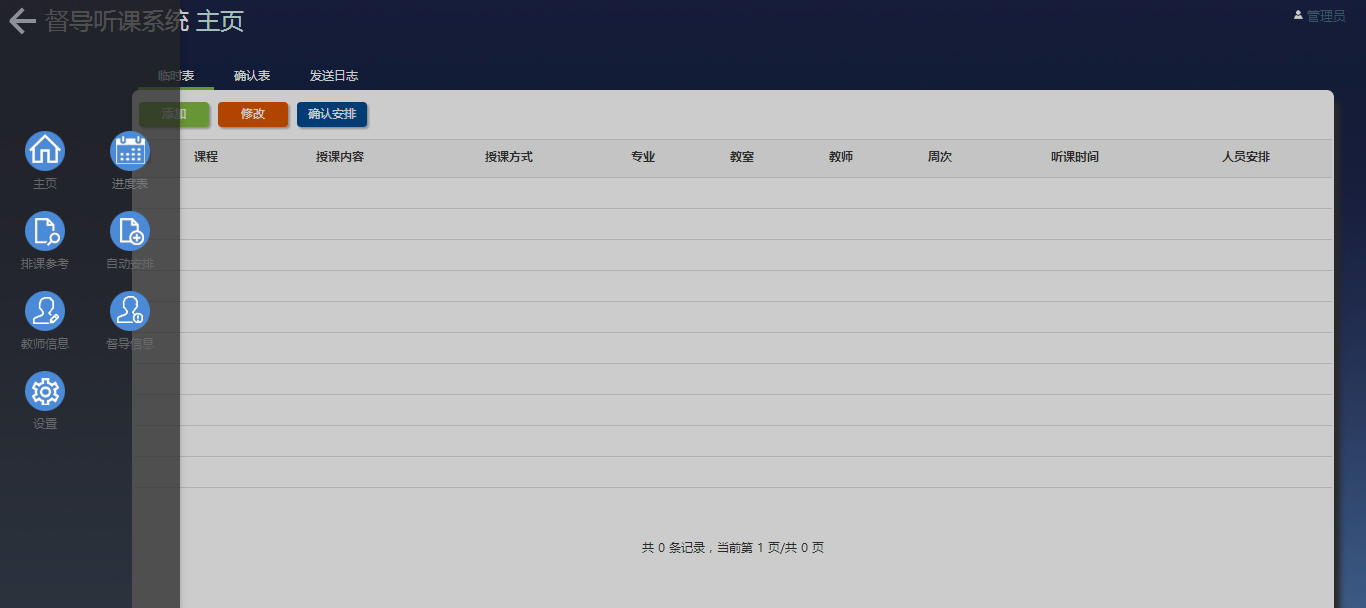 督导听课系统 主页
管理员
临时表 确认表 发送日志
添加 修改 确认安排
课程 授课内容 授课方式 专业 教室 教师 周次 听课时间 人员安排
主页 进度表
排课参考 自动安排
教师信息 督导信息
设置
共 0 条记录，当前第 1 页/共 0 页